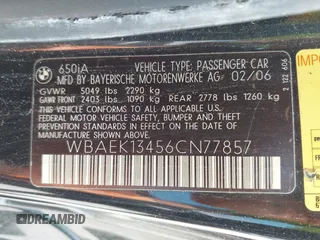 650iA VEHICLE TYPE: PASSENGER CAR
MFD BY BAYERISCHE MOTORENWERKE AG 02/06
GVWR 5049 lbs 2290 kg
FRONT 2403 lbs 1090 kg REAR 2778 lbs 1260 kg
THIS VEHICLE CONFORMS TO ALL APPLICABLE FEDERAL
MOTOR VEHICLE SAFETY, BUMPER AND THEFT PREVENTION
STANDARDS IN EFFECT ON THE DATE OF MANUFACTURE
SHOWN ABOVE
WBAEK13456CN77857
IMPO
DREAMBID